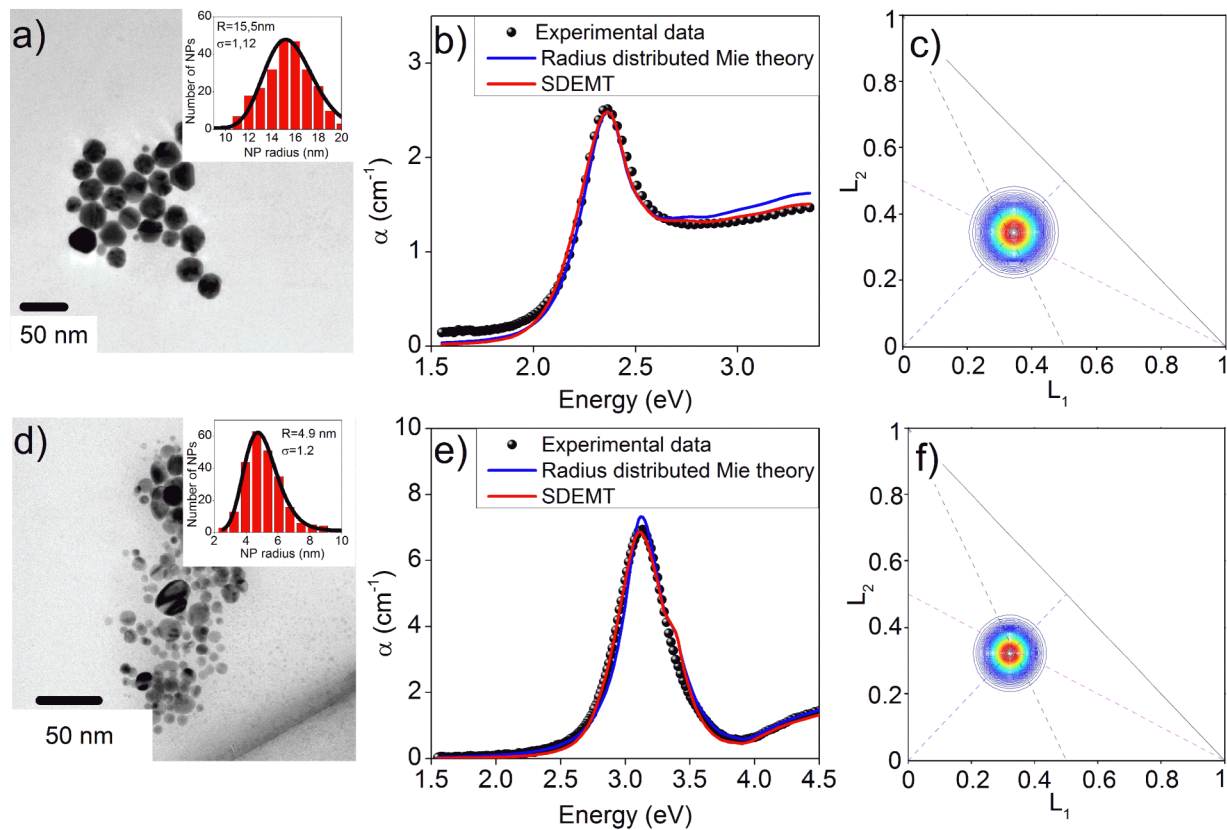 a)
R=15,5nm
σ=1,12
Number of NPs
60
40
20
0
10 12 14 16 18 20
NP radius (nm)
50 nm
b)
Experimental data
Radius distributed Mie theory
SDEMT
α (cm⁻¹)
3
2
1
0
1.5 2.0 2.5 3.0
Energy (eV)
c)
L₂
1
0.8
0.6
0.4
0.2
0
0 0.2 0.4 0.6 0.8 1
L₁
d)
R=4.9 nm
σ=1.2
Number of NPs
60
40
20
0
2 4 6 8 10
NP radius (nm)
50 nm
e)
Experimental data
Radius distributed Mie theory
SDEMT
α (cm⁻¹)
10
8
6
4
2
0
1.5 2.0 2.5 3.0 3.5 4.0 4.5
Energy (eV)
f)
L₂
1
0.8
0.6
0.4
0.2
0
0 0.2 0.4 0.6 0.8 1
L₁